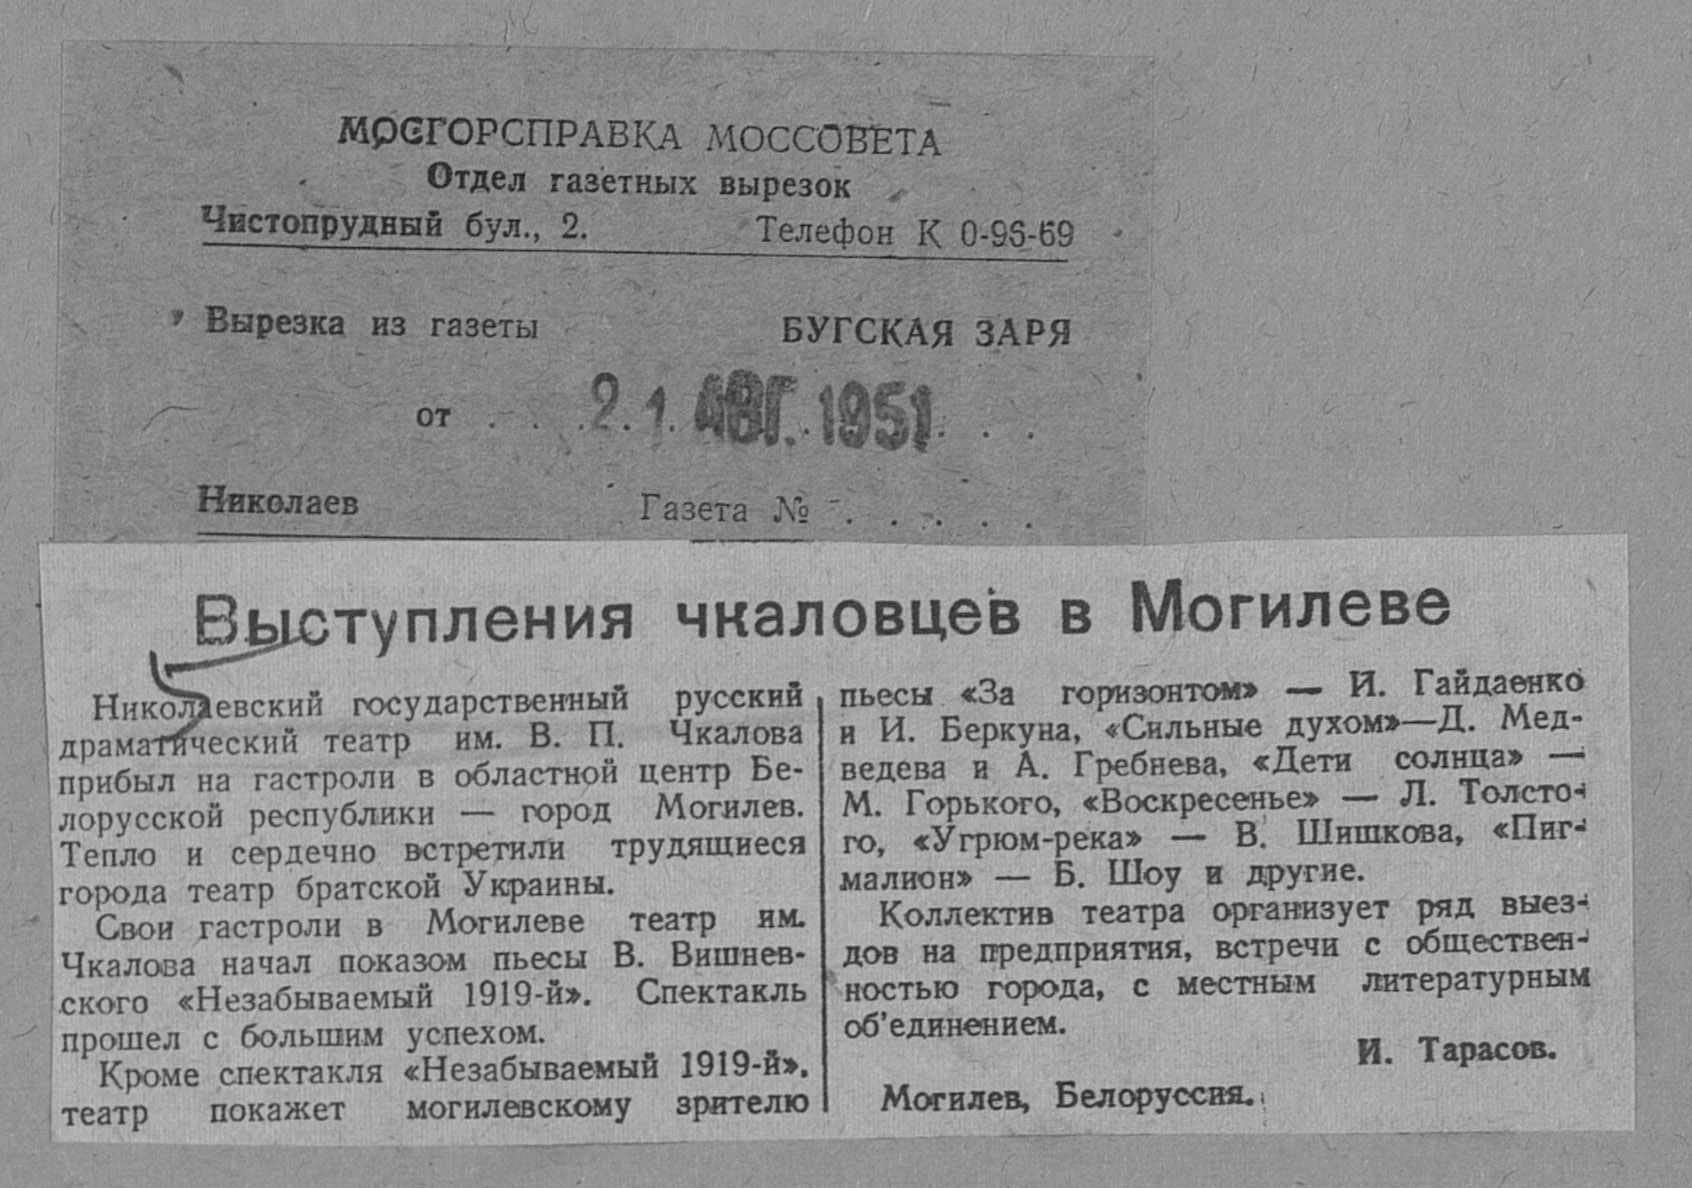 МОСГОРСПРАВКА МОССОВЕТА
Отдел газетных вырезок
Чистопрудный бул., 2. Телефон К 0-96-69
Вырезка из газеты БУГСКАЯ ЗАРЯ
от . . 21 АВГ. 1951 . . .
Николаев Газета № . . . . .
Выступления чкаловцев в Могилеве
Николаевский государственный русский
драматический театр им. В. П. Чкалова
прибыл на гастроли в областной центр Бе-
лорусской республики — город Могилев.
Тепло и сердечно встретили трудящиеся
города театр братской Украины.
Свои гастроли в Могилеве театр им.
Чкалова начал показом пьесы В. Вишнев-
ского «Незабываемый 1919-й». Спектакль
прошел с большим успехом.
Кроме спектакля «Незабываемый 1919-й».
театр покажет могилевскому зрителю
пьесы «За горизонтом» — И. Гайдаенко
и И. Беркуна, «Сильные духом»—Д. Мед-
ведева и А. Гребнева, «Дети солнца» —
М. Горького, «Воскресенье» — Л. Толсто-
го, «Угрюм-река» — В. Шишкова, «Пиг-
малион» — Б. Шоу и другие.
Коллектив театра организует ряд выез-
дов на предприятия, встречи с обществен-
ностью города, с местным литературным
об'единением.
И. Тарасов.
Могилев, Белоруссия.